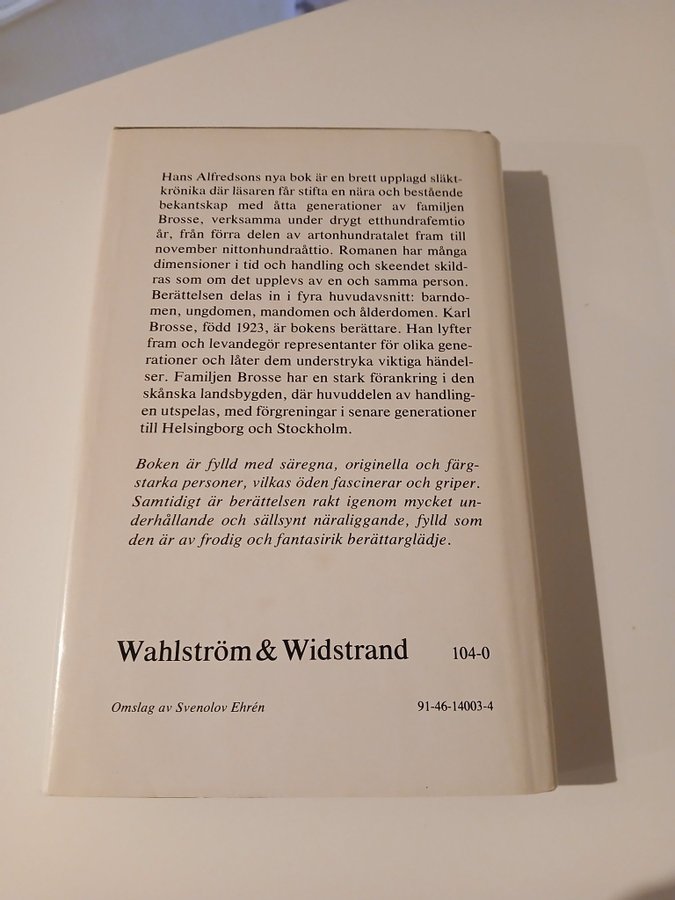 Hans Alfredsons nya bok är en brett upplagd släkt-
krönika där läsaren får stifta en nära och bestående
bekantskap med åtta generationer av familjen
Brosse, verksamma under drygt etthundrafemtio
år, från förra delen av artonhundratalet fram till
november nittonhundraåttio. Romanen har många
dimensioner i tid och handling och skeendet skild-
ras som om det upplevs av en och samma person.
Berättelsen delas in i fyra huvudavsnitt: barndo-
men, ungdomen, mandomen och ålderdomen. Karl
Brosse, född 1923, är bokens berättare. Han lyfter
fram och levandegör representanter för olika gene-
rationer och låter dem understryka viktiga händel-
ser. Familjen Brosse har en stark förankring i den
skånska landsbygden, där huvuddelen av handling-
en utspelas, med förgreningar i senare generationer
till Helsingborg och Stockholm.
Boken är fylld med säregna, originella och färg-
starka personer, vilkas öden fascinerar och griper.
Samtidigt är berättelsen rakt igenom mycket un-
derhållande och sällsynt näraliggande, fylld som
den är av frodig och fantasirik berättarglädje.
Wahlström & Widstrand 104-0
Omslag av Svenolov Ehrén 91-46-14003-4